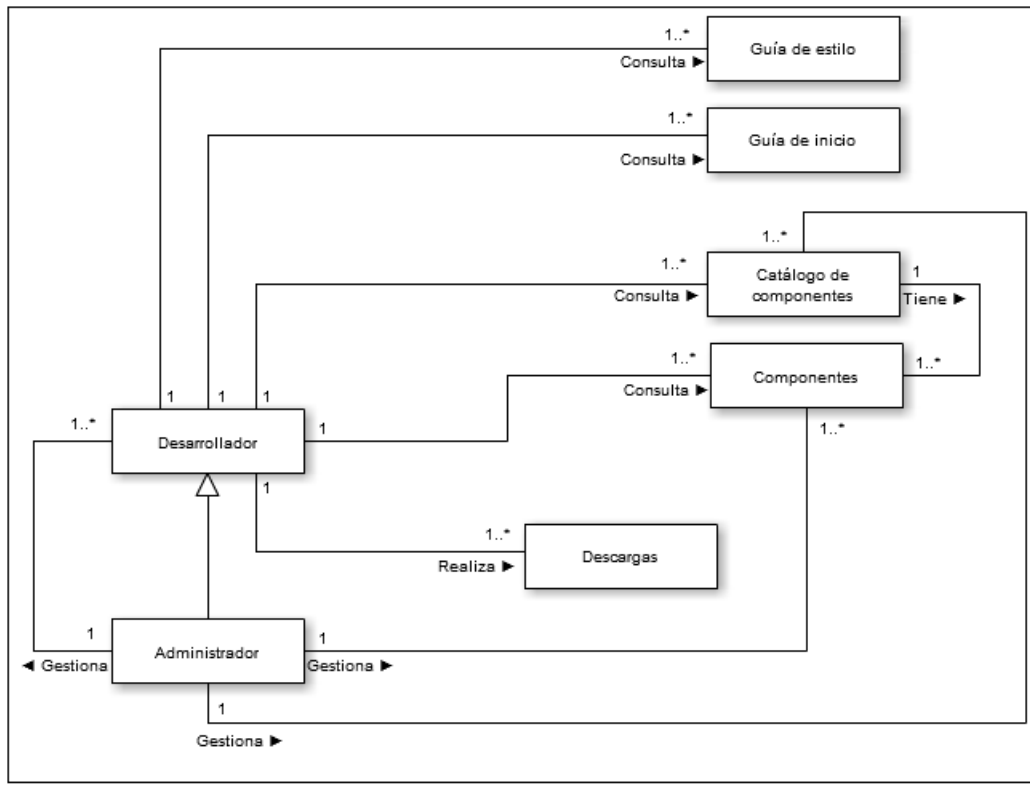 1..*
Guía de estilo
Consulta ►
1..*
Guía de inicio
Consulta ►
1..*
1..*
Catálogo de
componentes
1
Consulta ►
Tiene ►
1..*
Componentes
1..*
Consulta ►
1
1
1
1..*
Desarrollador
1
1..*
1
1..*
Descargas
Realiza ►
1
Administrador
1
◄ Gestiona
Gestiona ►
1
Gestiona ►